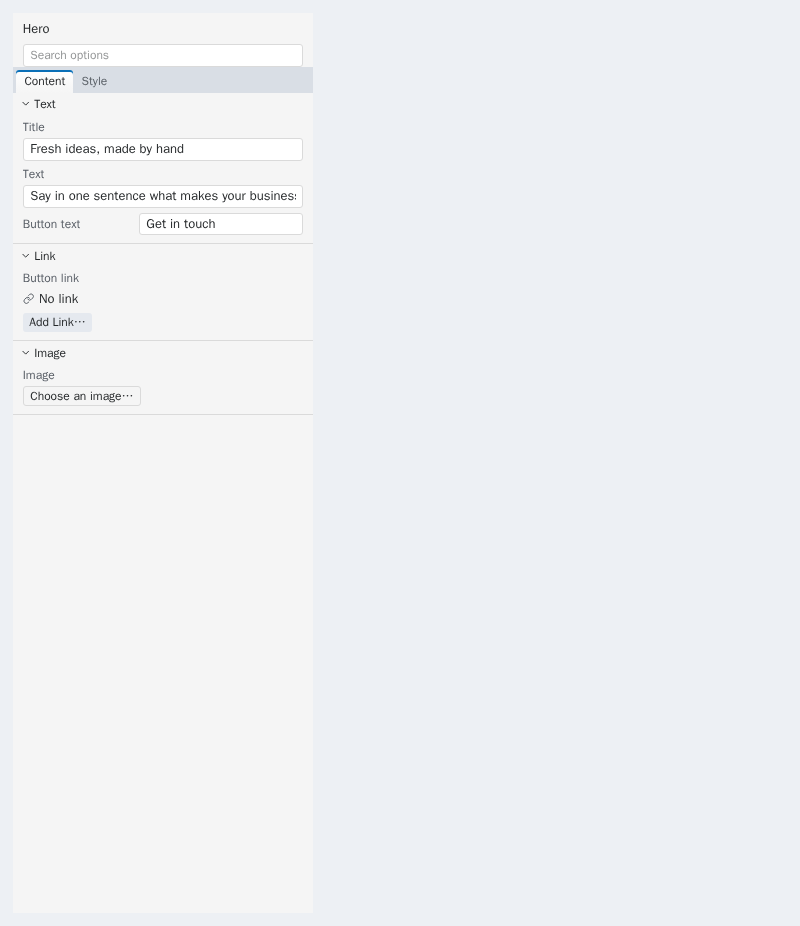 Hero
Search options
Content Style
Text
Title
Fresh ideas, made by hand
Text
Say in one sentence what makes your busines
Button text Get in touch
Link
Button link
No link
Add Link···
Image
Image
Choose an image···